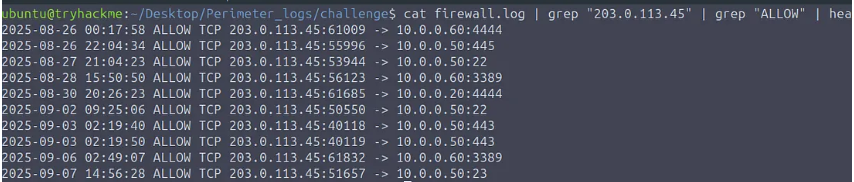 ubuntu@tryhackme:~/Desktop/Perimeter_logs/challenge$ cat firewall.log | grep "203.0.113.45" | grep "ALLOW" | hea
2025-08-26 00:17:58 ALLOW TCP 203.0.113.45:61009 -> 10.0.0.60:4444
2025-08-26 22:04:34 ALLOW TCP 203.0.113.45:55996 -> 10.0.0.50:445
2025-08-27 21:04:23 ALLOW TCP 203.0.113.45:53944 -> 10.0.0.50:22
2025-08-28 15:50:50 ALLOW TCP 203.0.113.45:56123 -> 10.0.0.60:3389
2025-08-30 20:26:23 ALLOW TCP 203.0.113.45:61685 -> 10.0.0.20:4444
2025-09-02 09:25:06 ALLOW TCP 203.0.113.45:50550 -> 10.0.0.50:22
2025-09-03 02:19:40 ALLOW TCP 203.0.113.45:40118 -> 10.0.0.50:443
2025-09-03 02:19:50 ALLOW TCP 203.0.113.45:40119 -> 10.0.0.50:443
2025-09-06 02:49:07 ALLOW TCP 203.0.113.45:61832 -> 10.0.0.60:3389
2025-09-07 14:56:28 ALLOW TCP 203.0.113.45:51657 -> 10.0.0.50:23